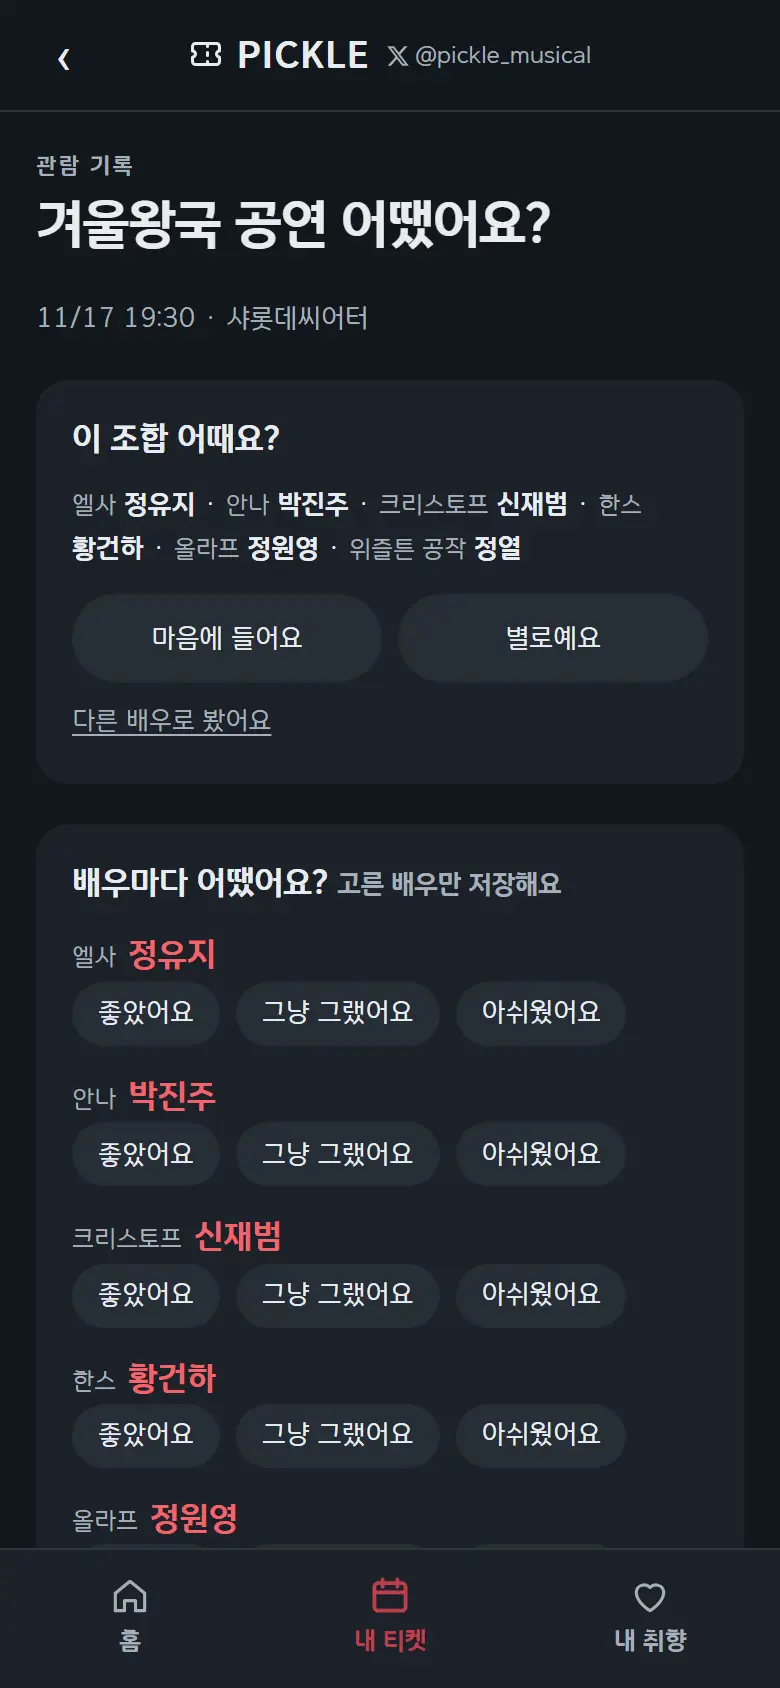 PICKLE @pickle_musical
관람 기록
겨울왕국 공연 어땠어요?
11/17 19:30 · 샤롯데씨어터
이 조합 어때요?
엘사 정유지 · 안나 박진주 · 크리스토프 신재범 · 한스
황건하 · 올라프 정원영 · 위즐튼 공작 정열
마음에 들어요 별로예요
다른 배우로 봤어요
배우마다 어땠어요? 고른 배우만 저장해요
엘사 정유지
좋았어요 그냥 그랬어요 아쉬웠어요
안나 박진주
좋았어요 그냥 그랬어요 아쉬웠어요
크리스토프 신재범
좋았어요 그냥 그랬어요 아쉬웠어요
한스 황건하
좋았어요 그냥 그랬어요 아쉬웠어요
올라프 정원영
홈 내 티켓 내 취향